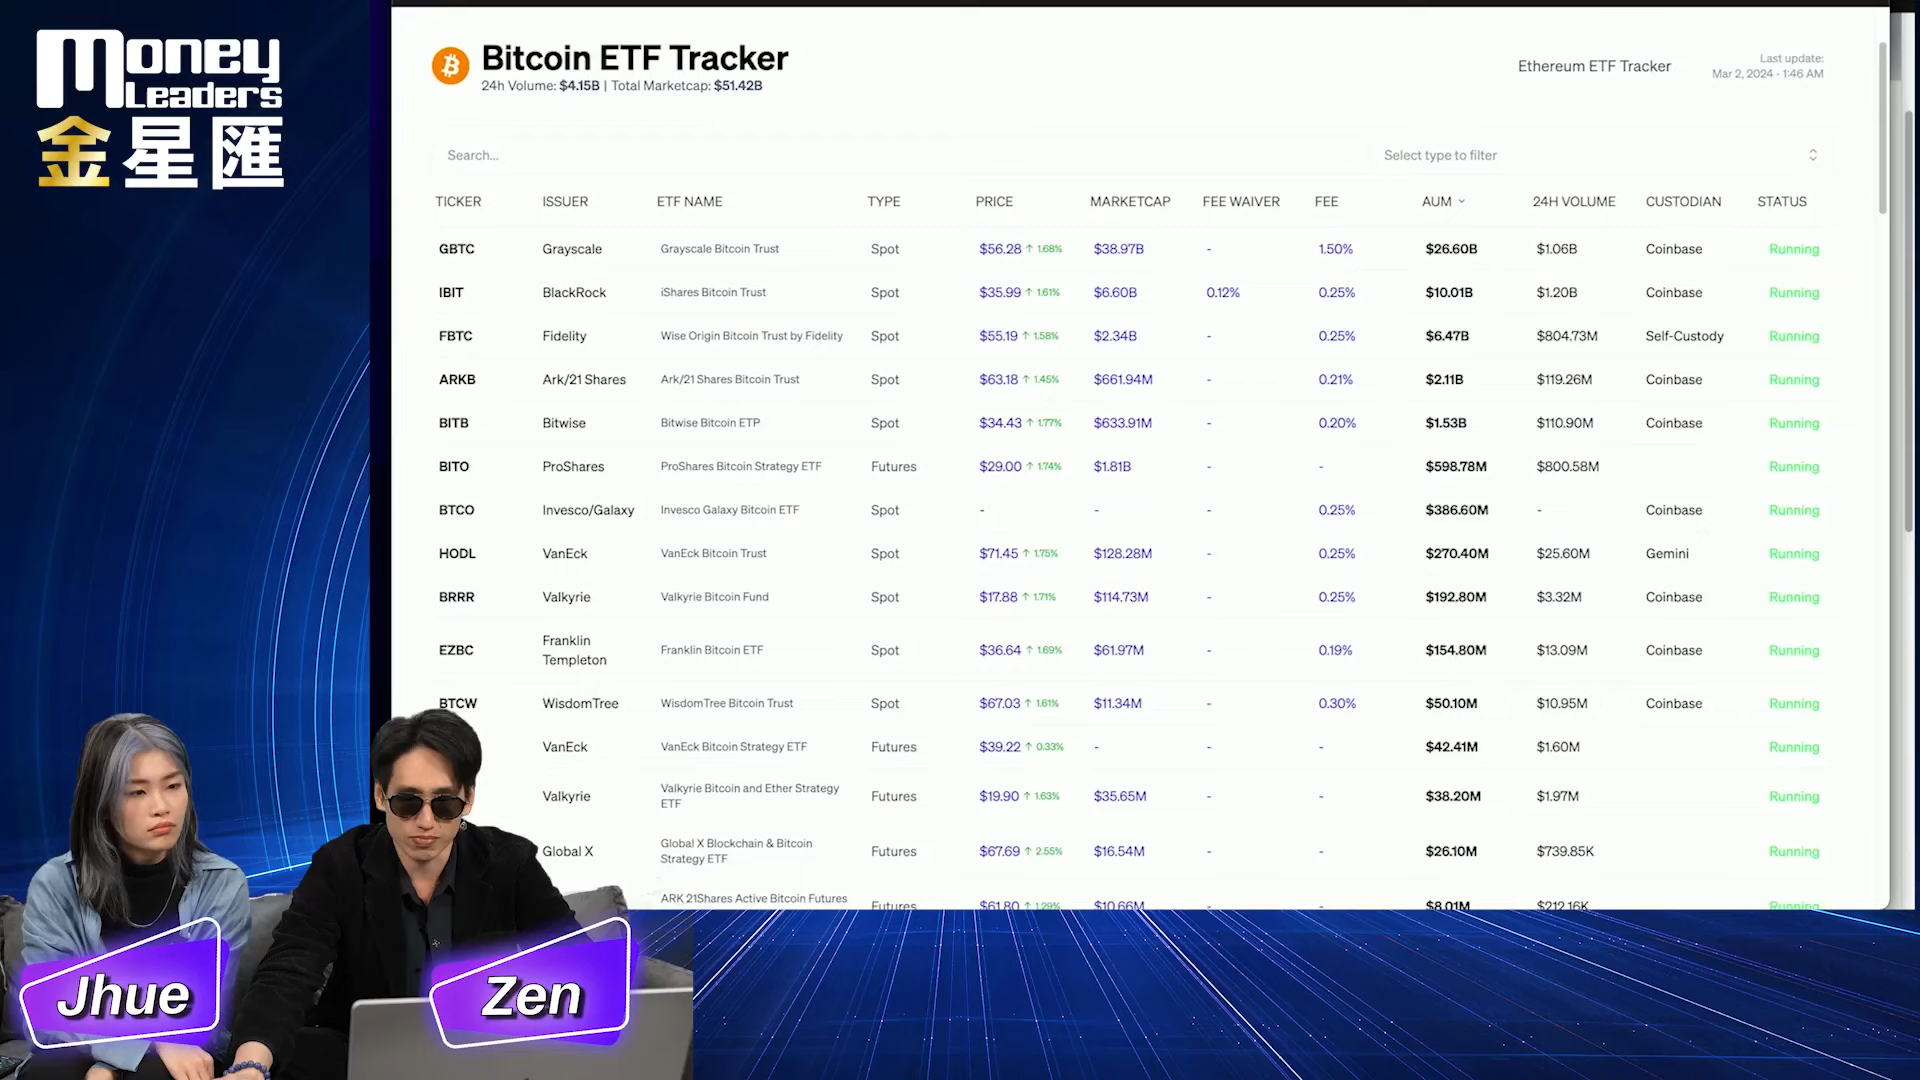 Money
Leaders
金星匯
Bitcoin ETF Tracker
24h Volume: $4.15B | Total Marketcap: $51.42B
Ethereum ETF Tracker
Last update:
Mar 2, 2024 - 1:46 AM
Search...
Select type to filter
TICKER ISSUER ETF NAME TYPE PRICE MARKETCAP FEE WAIVER FEE AUM 24H VOLUME CUSTODIAN STATUS
GBTC Grayscale Grayscale Bitcoin Trust Spot $56.28 ↑ 1.68% $38.97B - 1.50% $26.60B $1.06B Coinbase Running
IBIT BlackRock iShares Bitcoin Trust Spot $35.99 ↑ 1.61% $6.60B 0.12% 0.25% $10.01B $1.20B Coinbase Running
FBTC Fidelity Wise Origin Bitcoin Trust by Fidelity Spot $55.19 ↑ 1.58% $2.34B - 0.25% $6.47B $804.73M Self-Custody Running
ARKB Ark/21 Shares Ark/21 Shares Bitcoin Trust Spot $63.18 ↑ 1.45% $661.94M - 0.21% $2.11B $119.26M Coinbase Running
BITB Bitwise Bitwise Bitcoin ETP Spot $34.43 ↑ 1.77% $633.91M - 0.20% $1.53B $110.90M Coinbase Running
BITO ProShares ProShares Bitcoin Strategy ETF Futures $29.00 ↑ 1.74% $1.81B - - $598.78M $800.58M Running
BTCO Invesco/Galaxy Invesco Galaxy Bitcoin ETF Spot - - - 0.25% $386.60M - Coinbase Running
HODL VanEck VanEck Bitcoin Trust Spot $71.45 ↑ 1.75% $128.28M - 0.25% $270.40M $25.60M Gemini Running
BRRR Valkyrie Valkyrie Bitcoin Fund Spot $17.88 ↑ 1.71% $114.73M - 0.25% $192.80M $3.32M Coinbase Running
EZBC Franklin Templeton Franklin Bitcoin ETF Spot $36.64 ↑ 1.69% $61.97M - 0.19% $154.80M $13.09M Coinbase Running
BTCW WisdomTree WisdomTree Bitcoin Trust Spot $67.03 ↑ 1.61% $11.34M - 0.30% $50.10M $10.95M Coinbase Running
VanEck VanEck Bitcoin Strategy ETF Futures $39.22 ↑ 0.33% - - - $42.41M $1.60M Running
Valkyrie Valkyrie Bitcoin and Ether Strategy ETF Futures $19.90 ↑ 1.63% $35.65M - - $38.20M $1.97M Running
Global X Global X Blockchain & Bitcoin Strategy ETF Futures $67.69 ↑ 2.55% $16.54M - - $26.10M $739.85K Running
ARK 21Shares Active Bitcoin Futures Futures $61.80 ↑ 1.29% $10.66M - - $8.01M $212.16K Running
Jhue
Zen